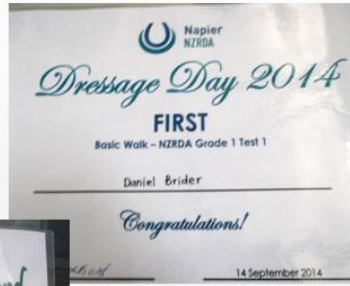 Napier
NZRDA
Dressage Day 2014
FIRST
Basic Walk – NZRDA Grade 1 Test 1
Daniel Brider
Congratulations!
14 September 2014